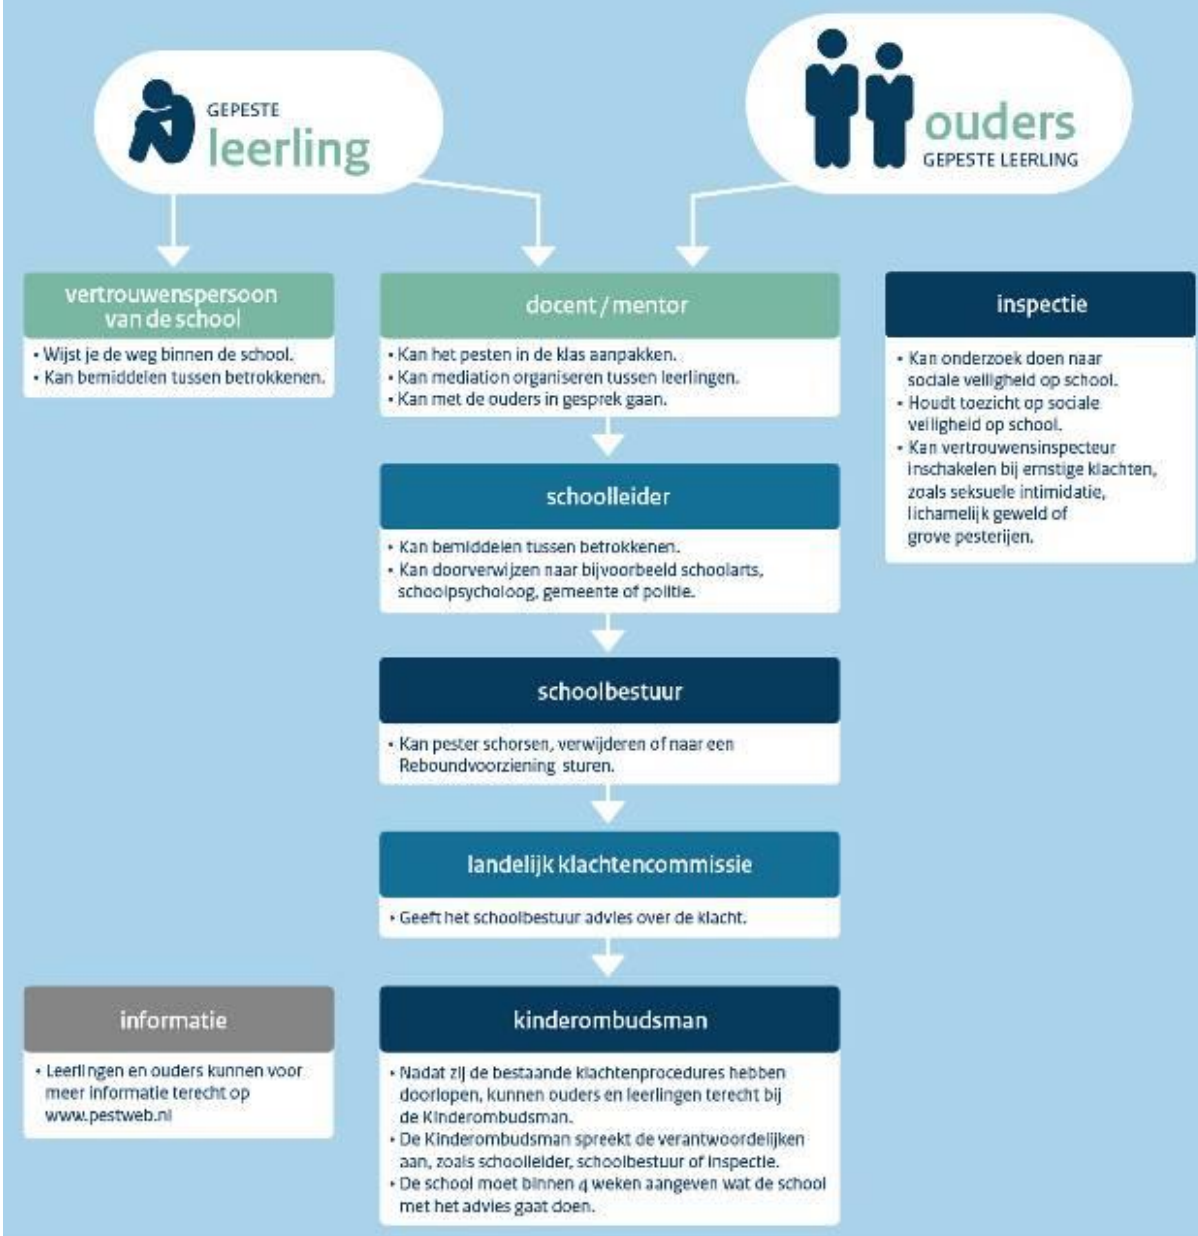 GEPESTE
leerling
ouders
GEPESTE LEERLING
vertrouwenspersoon
van de school
• Wijst je de weg binnen de school.
• Kan bemiddelen tussen betrokkenen.
docent / mentor
• Kan het pesten in de klas aanpakken.
• Kan mediation organiseren tussen leerlingen.
• Kan met de ouders in gesprek gaan.
inspectie
• Kan onderzoek doen naar
sociale veiligheid op school.
• Houdt toezicht op sociale
veiligheid op school.
• Kan vertrouwensinspecteur
inschakelen bij ernstige klachten,
zoals seksuele intimidatie,
lichamelijk geweld of
grove pesterijen.
schoolleider
• Kan bemiddelen tussen betrokkenen.
• Kan doorverwijzen naar bijvoorbeeld schoolarts,
schoolpsycholoog, gemeente of politie.
schoolbestuur
• Kan pester schorsen, verwijderen of naar een
Reboundvoorziening sturen.
landelijk klachtencommissie
• Geeft het schoolbestuur advies over de klacht.
informatie
• Leerlingen en ouders kunnen voor
meer informatie terecht op
www.pestweb.nl
kinderombudsman
• Nadat zij de bestaande klachtenprocedures hebben
doorlopen, kunnen ouders en leerlingen terecht bij
de Kinderombudsman.
• De Kinderombudsman spreekt de verantwoordelijken
aan, zoals schoolleider, schoolbestuur of inspectie.
• De school moet binnen 4 weken aangeven wat de school
met het advies gaat doen.